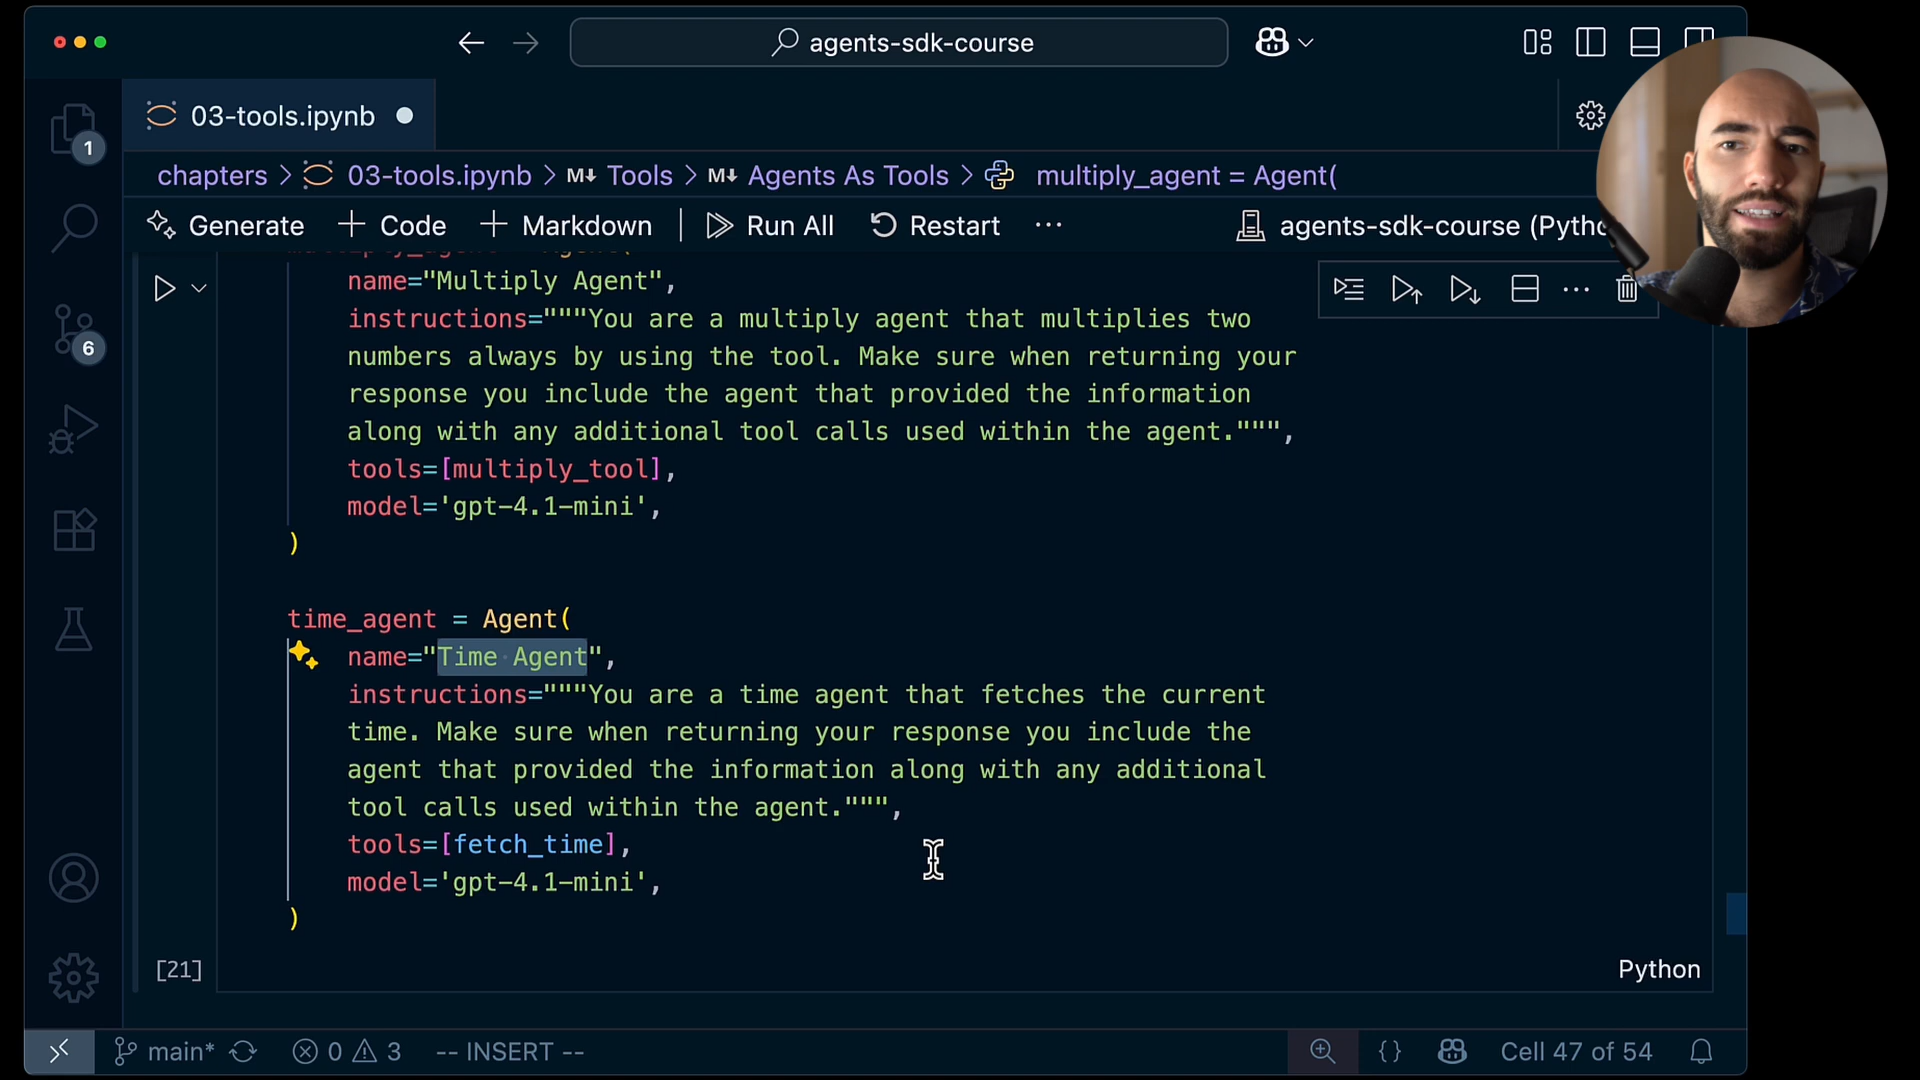 agents-sdk-course
03-tools.ipynb
1
chapters > 03-tools.ipynb > M↓ Tools > M↓ Agents As Tools > multiply_agent = Agent(
Generate + Code + Markdown | Run All Restart ··· agents-sdk-course (Pytho
name="Multiply Agent",
instructions="""You are a multiply agent that multiplies two
numbers always by using the tool. Make sure when returning your
response you include the agent that provided the information
along with any additional tool calls used within the agent.""",
tools=[multiply_tool],
model='gpt-4.1-mini',
)
6
time_agent = Agent(
name="Time Agent",
instructions="""You are a time agent that fetches the current
time. Make sure when returning your response you include the
agent that provided the information along with any additional
tool calls used within the agent.""",
tools=[fetch_time],
model='gpt-4.1-mini',
)
[21] Python
main* 0 3 -- INSERT -- {} Cell 47 of 54